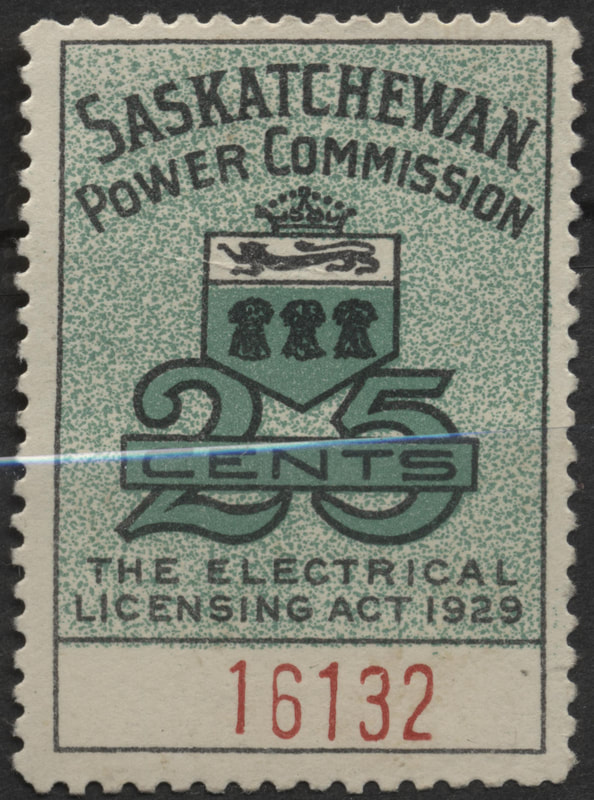 SASKATCHEWAN
POWER COMMISSION
25
CENTS
THE ELECTRICAL
LICENSING ACT 1929
16132